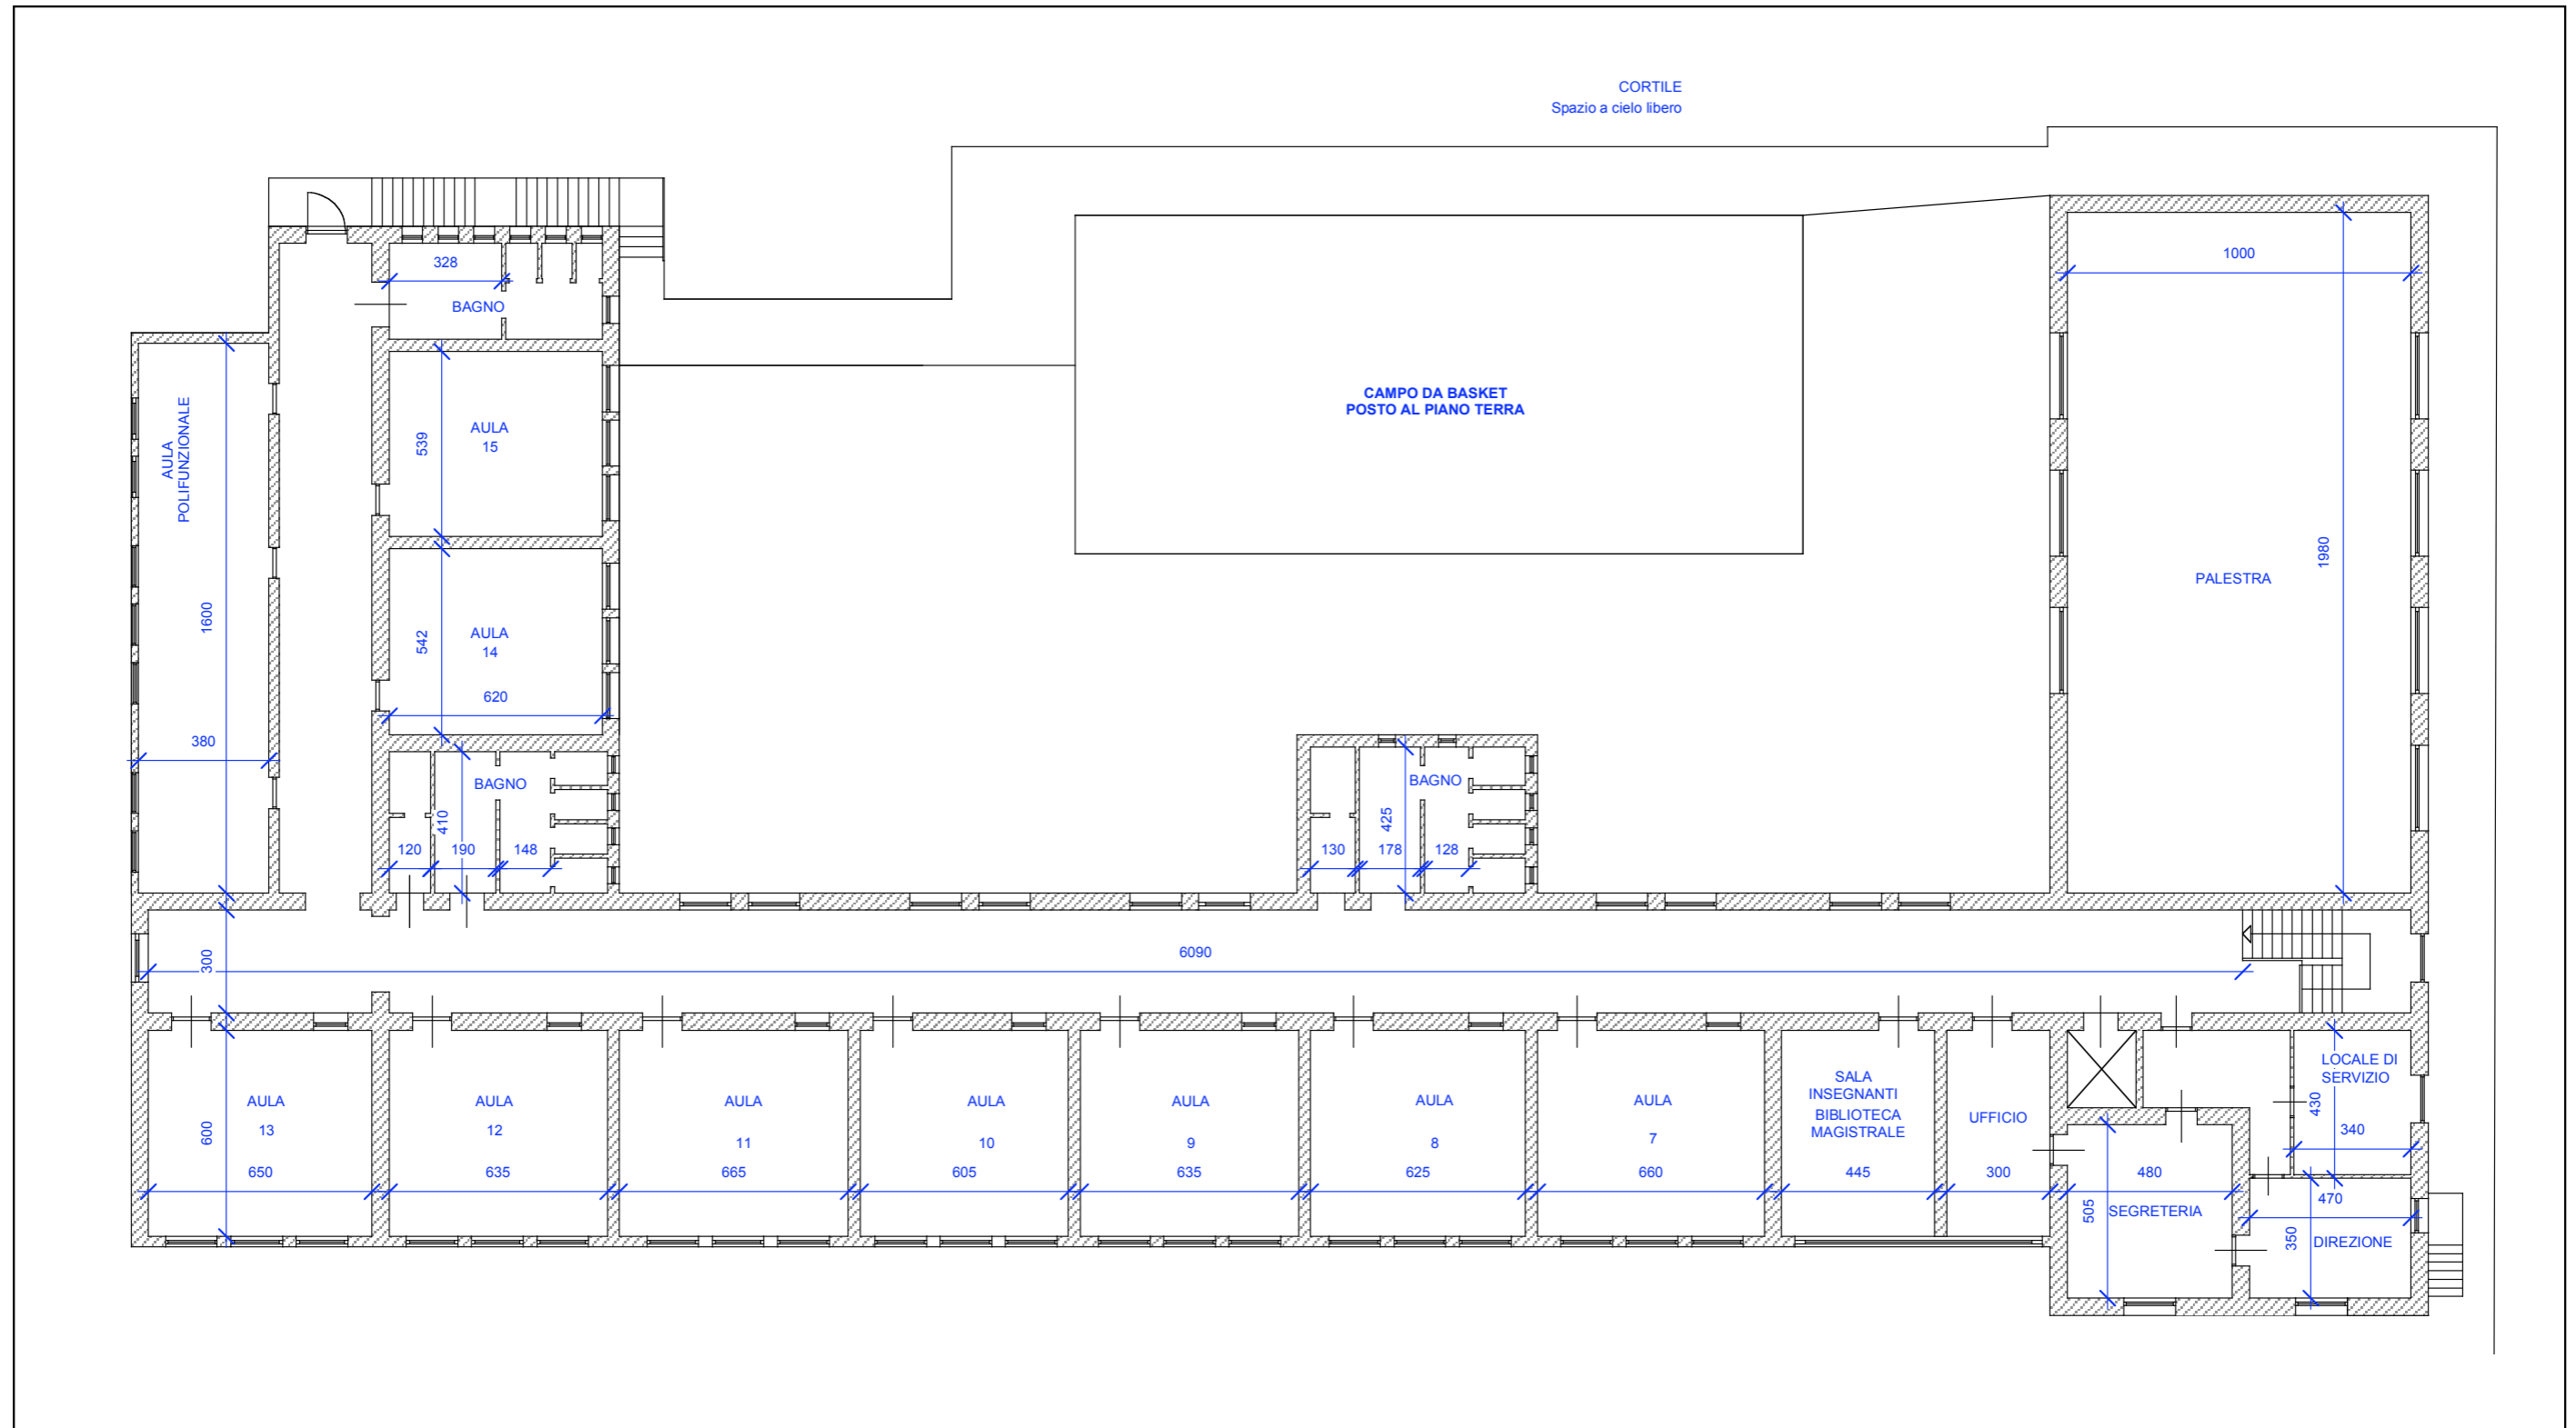 CORTILE
Spazio a cielo libero
328
BAGNO
1000
CAMPO DA BASKET
POSTO AL PIANO TERRA
AULA
POLIFUNZIONALE
AULA
15
539
1980
PALESTRA
1600
AULA
14
542
620
380
BAGNO
410
120
190
148
BAGNO
425
130
178
128
300
6090
AULA
13
600
650
AULA
12
635
AULA
11
665
AULA
10
605
AULA
9
635
AULA
8
625
AULA
7
660
SALA
INSEGNANTI
BIBLIOTECA
MAGISTRALE
445
UFFICIO
300
LOCALE DI
SERVIZIO
430
340
480
505
SEGRETERIA
470
350
DIREZIONE